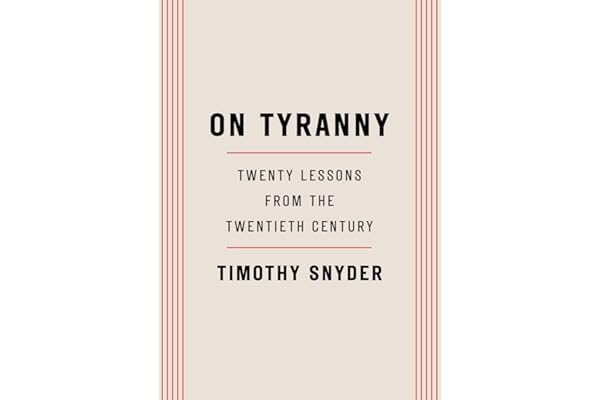 ON TYRANNY
TWENTY LESSONS
FROM THE
TWENTIETH CENTURY
TIMOTHY SNYDER